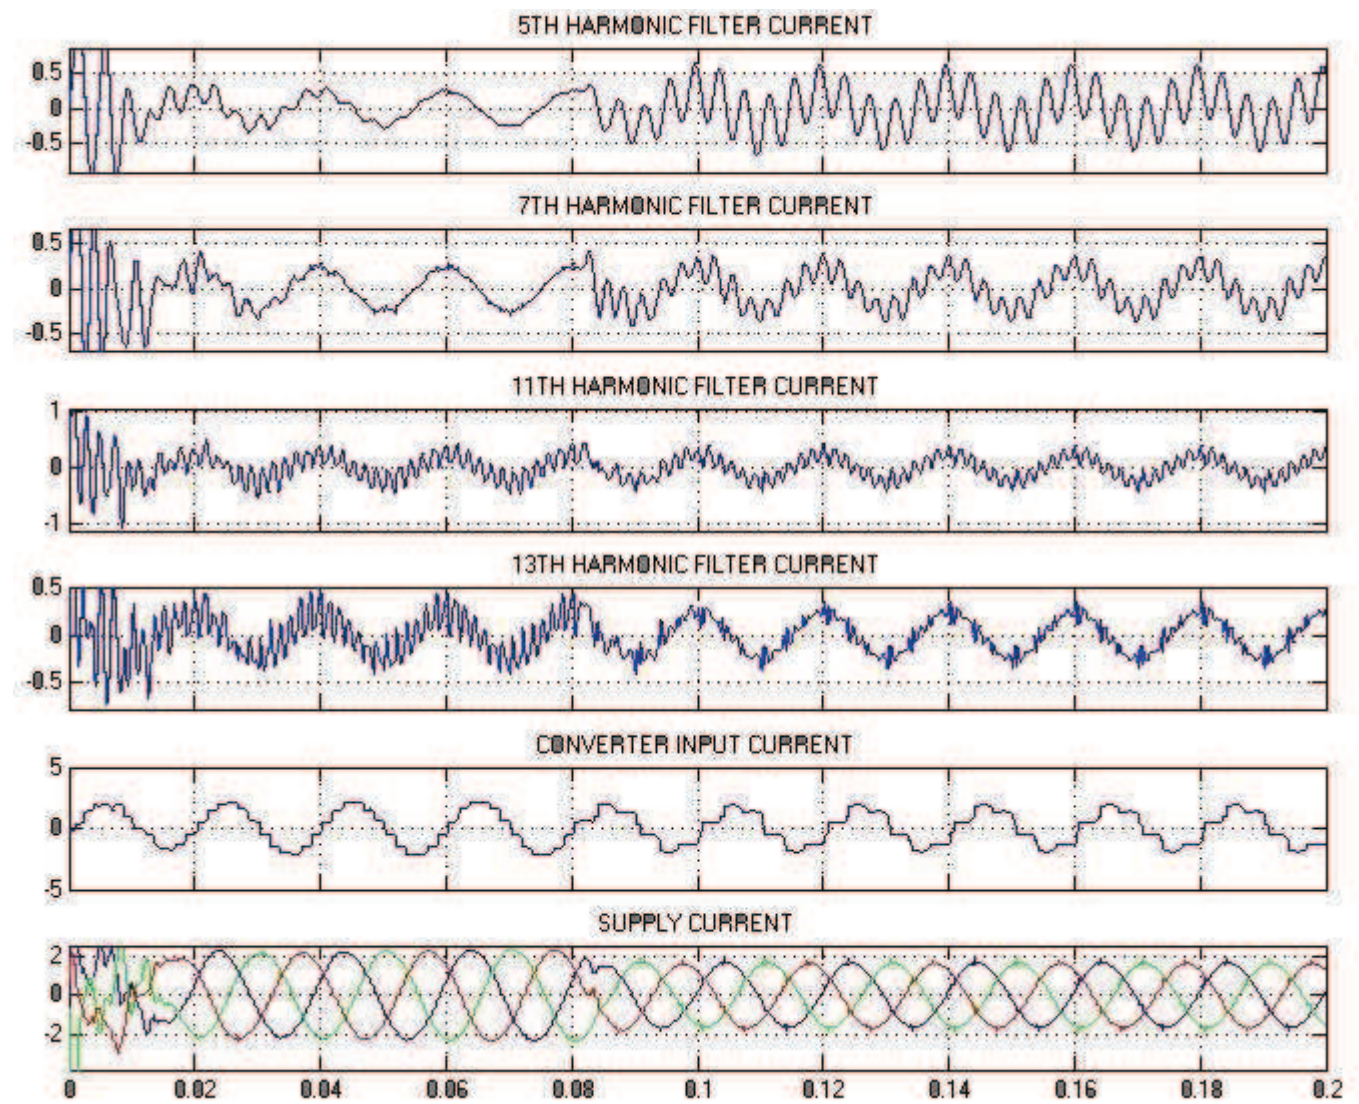 5TH HARMONIC FILTER CURRENT
0.5
0
-0.5
7TH HARMONIC FILTER CURRENT
0.5
0
-0.5
11TH HARMONIC FILTER CURRENT
1
0
-1
13TH HARMONIC FILTER CURRENT
0.5
0
-0.5
CONVERTER INPUT CURRENT
5
0
-5
SUPPLY CURRENT
2
0
-2
0 0.02 0.04 0.06 0.08 0.1 0.12 0.14 0.16 0.18 0.2